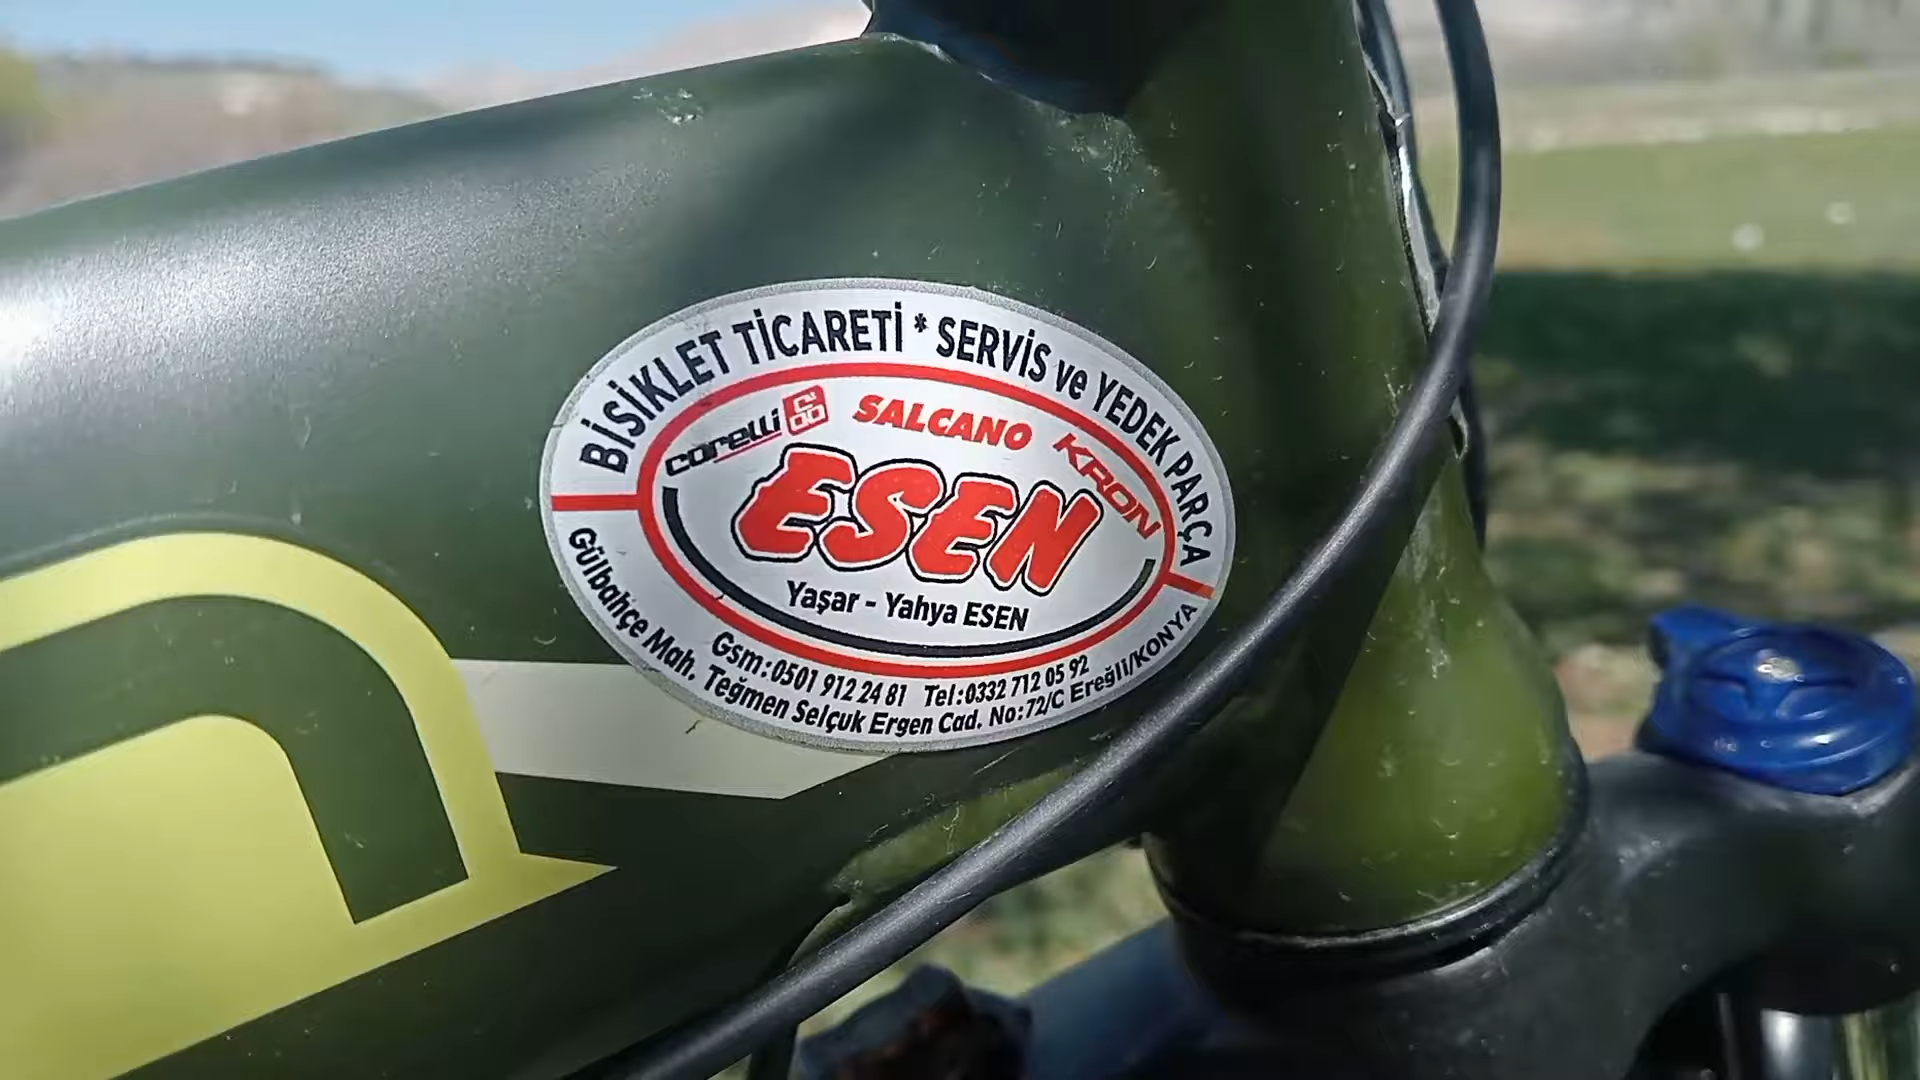 BİSİKLET TİCARETİ * SERVİS ve YEDEK PARÇA
corelli
SALCANO
KRON
ESEN
Yaşar - Yahya ESEN
Gsm:0501 912 24 81 Tel:0332 712 05 92
Gülbahçe Mah. Teğmen Selçuk Ergen Cad. No:72/C Ereğli/KONYA